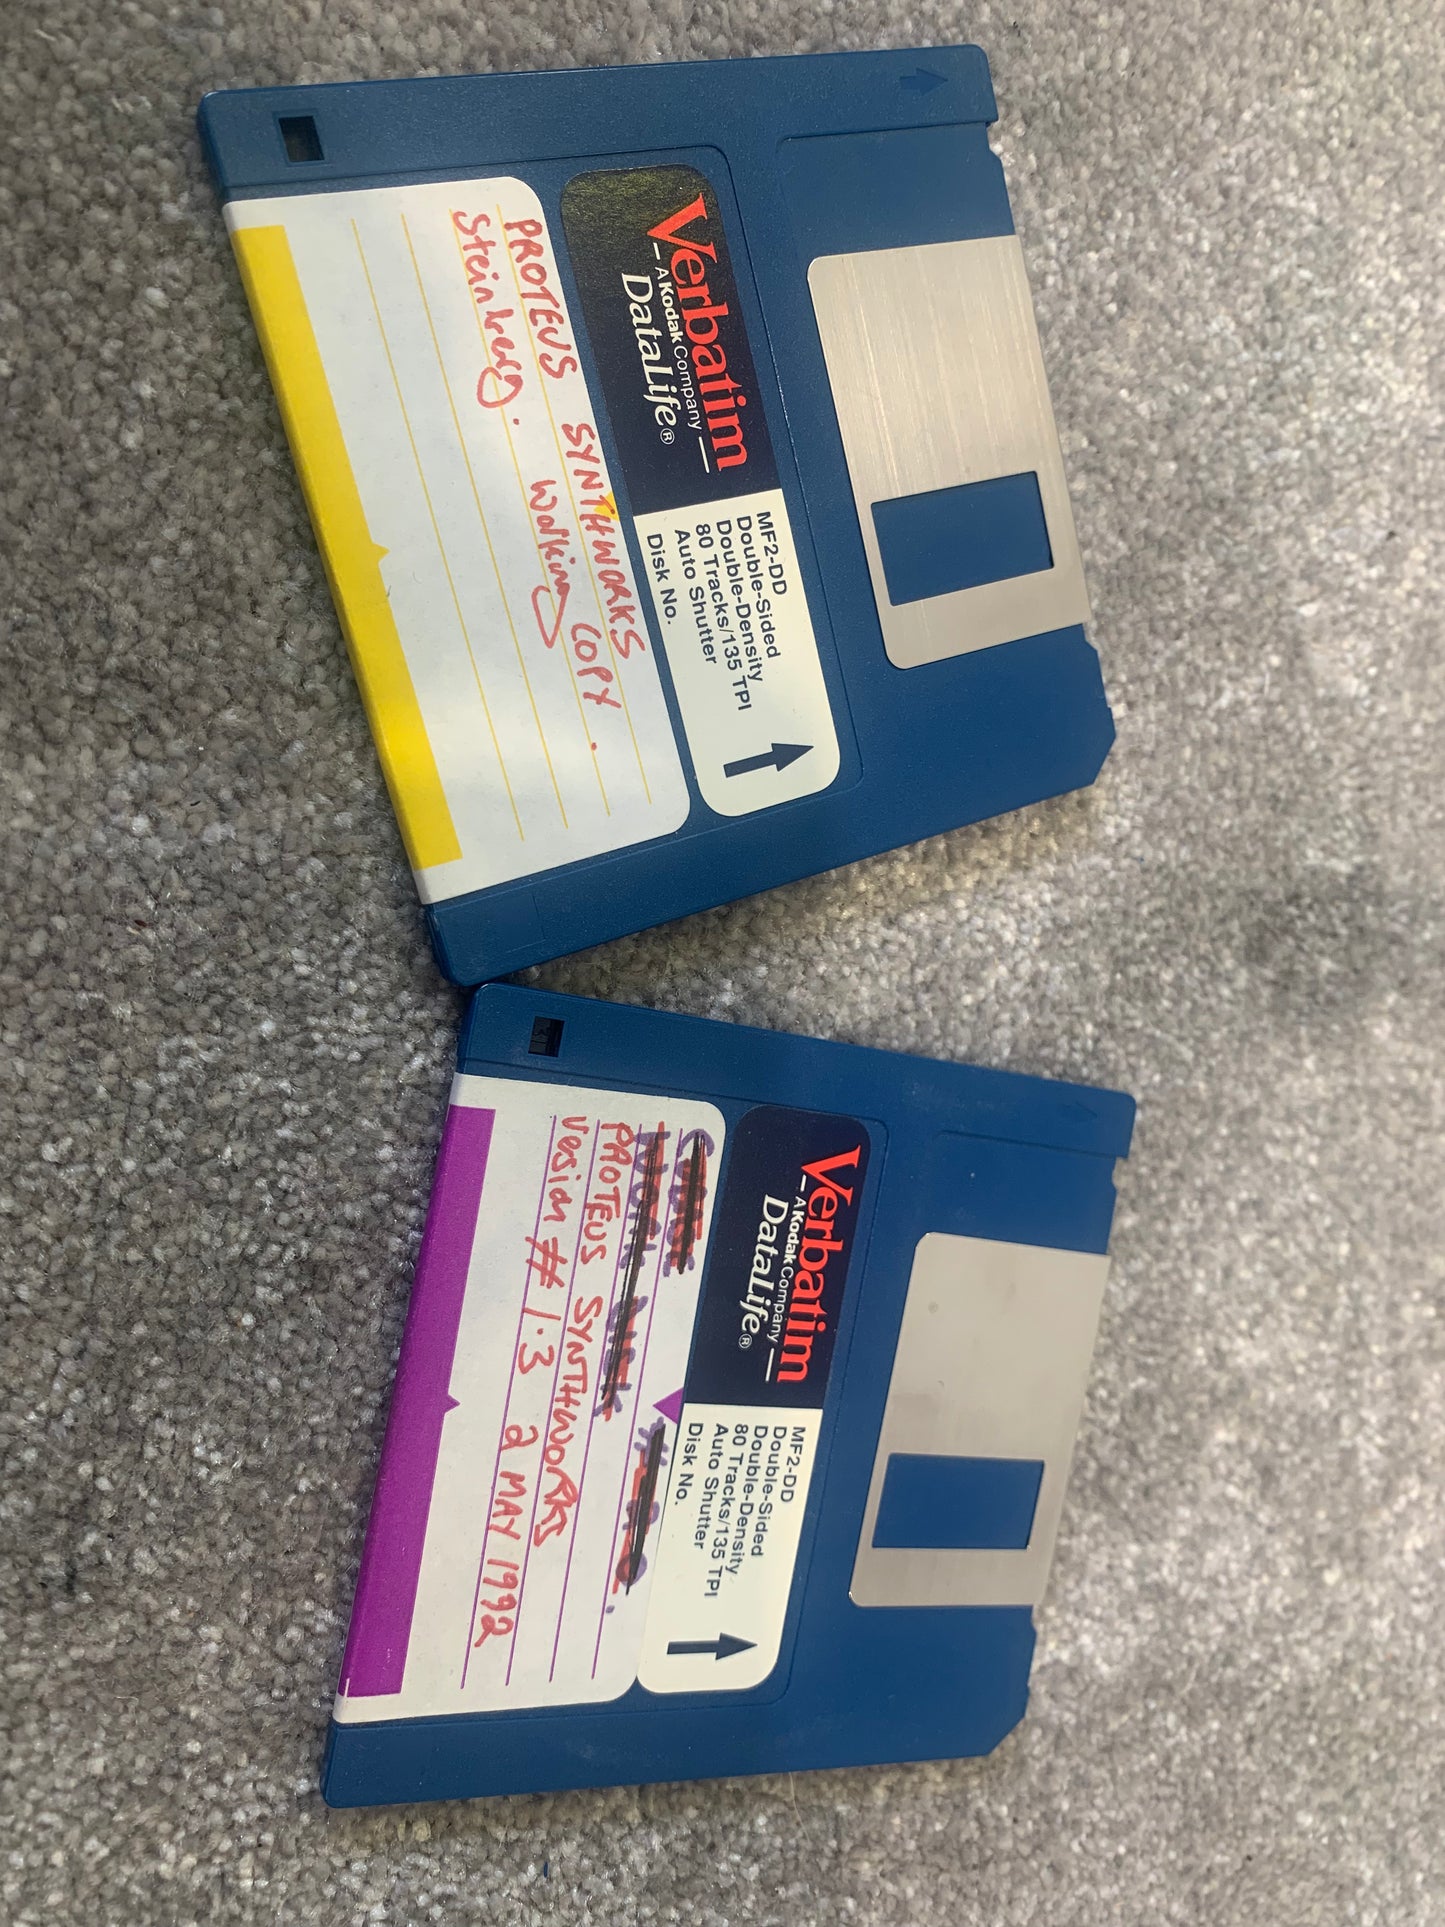 Verbatim
A Kodak Company
DataLife®
MF2-DD
Double-Sided
Double-Density
80 Tracks/135 TPI
Auto Shutter
Disk No.
PROTEUS SYNTHWORKS
Steinberg. Working COPY.
Verbatim
A Kodak Company
DataLife®
MF2-DD
Double-Sided
Double-Density
80 Tracks/135 TPI
Auto Shutter
Disk No.
PROTEUS SYNTHWORKS
Vesion # 1.3 2 MAY 1992